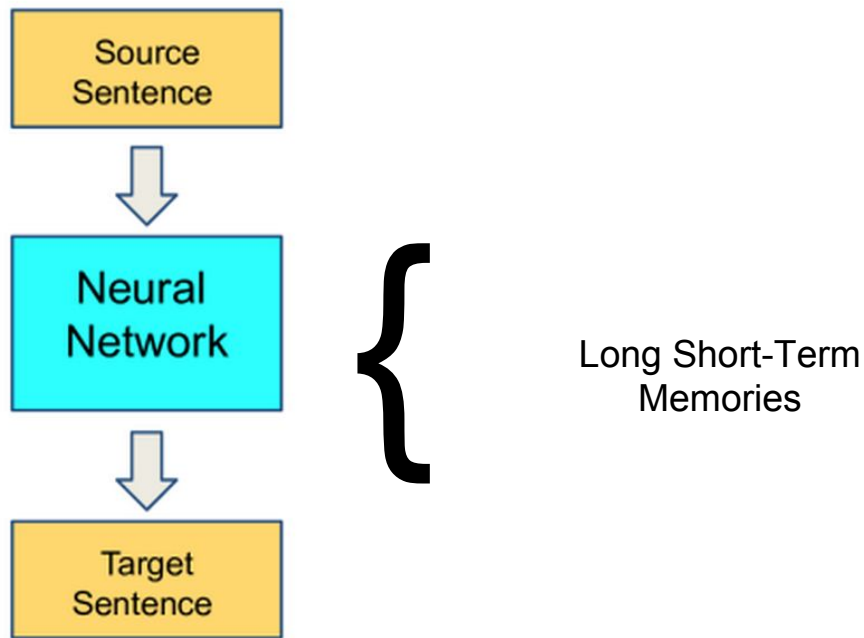 Source
Sentence
Neural
Network
{
Long Short-Term
Memories
Target
Sentence